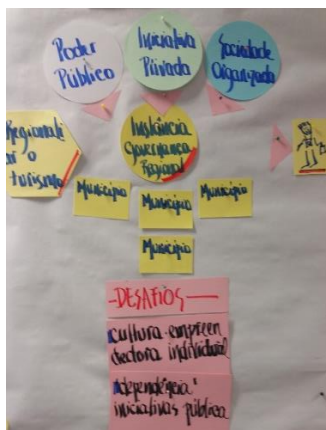 Poder
Público
Iniciativa
Privada
Sociedade
Organizada
Regionali
ar o
turismo
Instância
Governança
Regional
Município
Município
Município
Município
-DESAFIOS-
cultura empreen
dedora individual
dependência
iniciativas pública